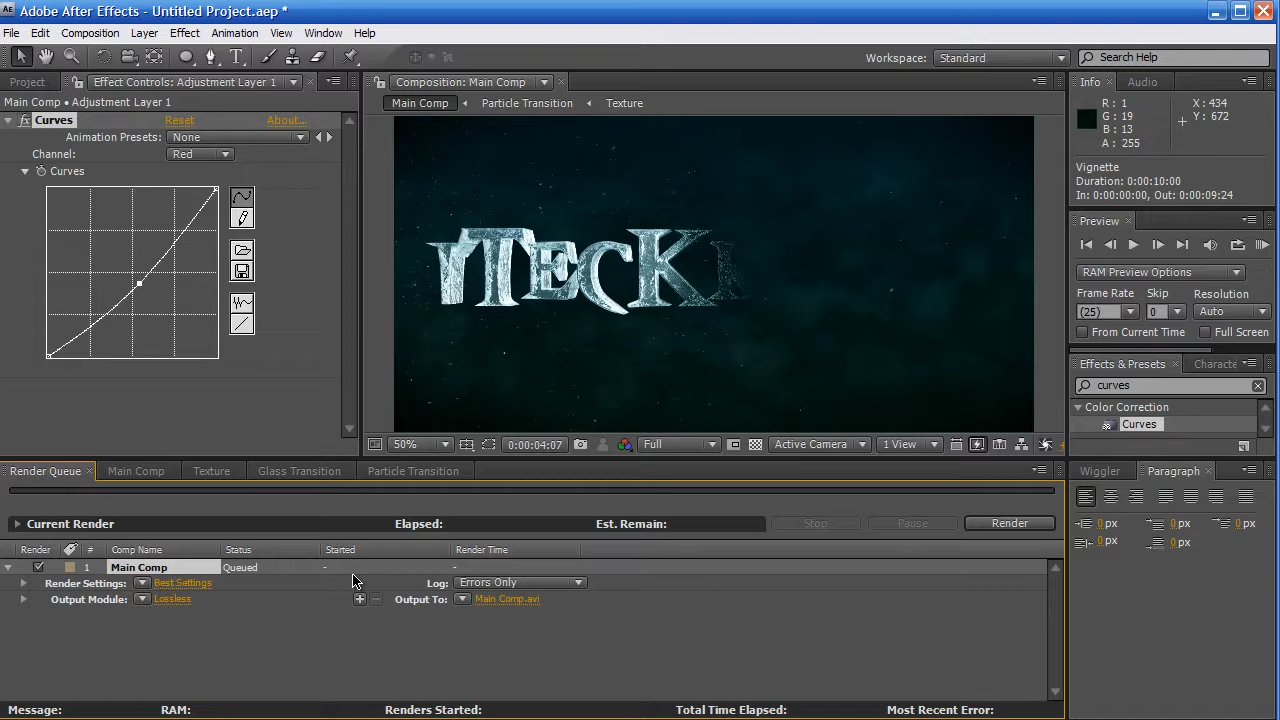 Adobe After Effects - Untitled Project.aep *
File Edit Composition Layer Effect Animation View Window Help
Workspace: Standard Search Help
Project Effect Controls: Adjustment Layer 1 Composition: Main Comp Info Audio
Main Comp • Adjustment Layer 1
Main Comp Particle Transition Texture
fx Curves Reset About...
Animation Presets: None
Channel: Red
Curves
R : 1
G : 19
B : 13
A : 255
X : 434
Y : 672
Vignette
Duration: 0:00:10:00
In: 0:00:00:00, Out: 0:00:09:24
TECK
Preview
RAM Preview Options
Frame Rate Skip Resolution
(25) 0 Auto
From Current Time Full Screen
Effects & Presets Characte
curves
Color Correction
Curves
50% 0:00:04:07 Full Active Camera 1 View
Render Queue Main Comp Texture Glass Transition Particle Transition
Wiggler Paragraph
Current Render Elapsed: Est. Remain: Stop Pause Render
Render # Comp Name Status Started Render Time
1 Main Comp Queued - -
Render Settings: Best Settings Log: Errors Only
Output Module: Lossless Output To: Main Comp.avi
0 px 0 px 0 px
0 px 0 px
Message: RAM: Renders Started: Total Time Elapsed: Most Recent Error: